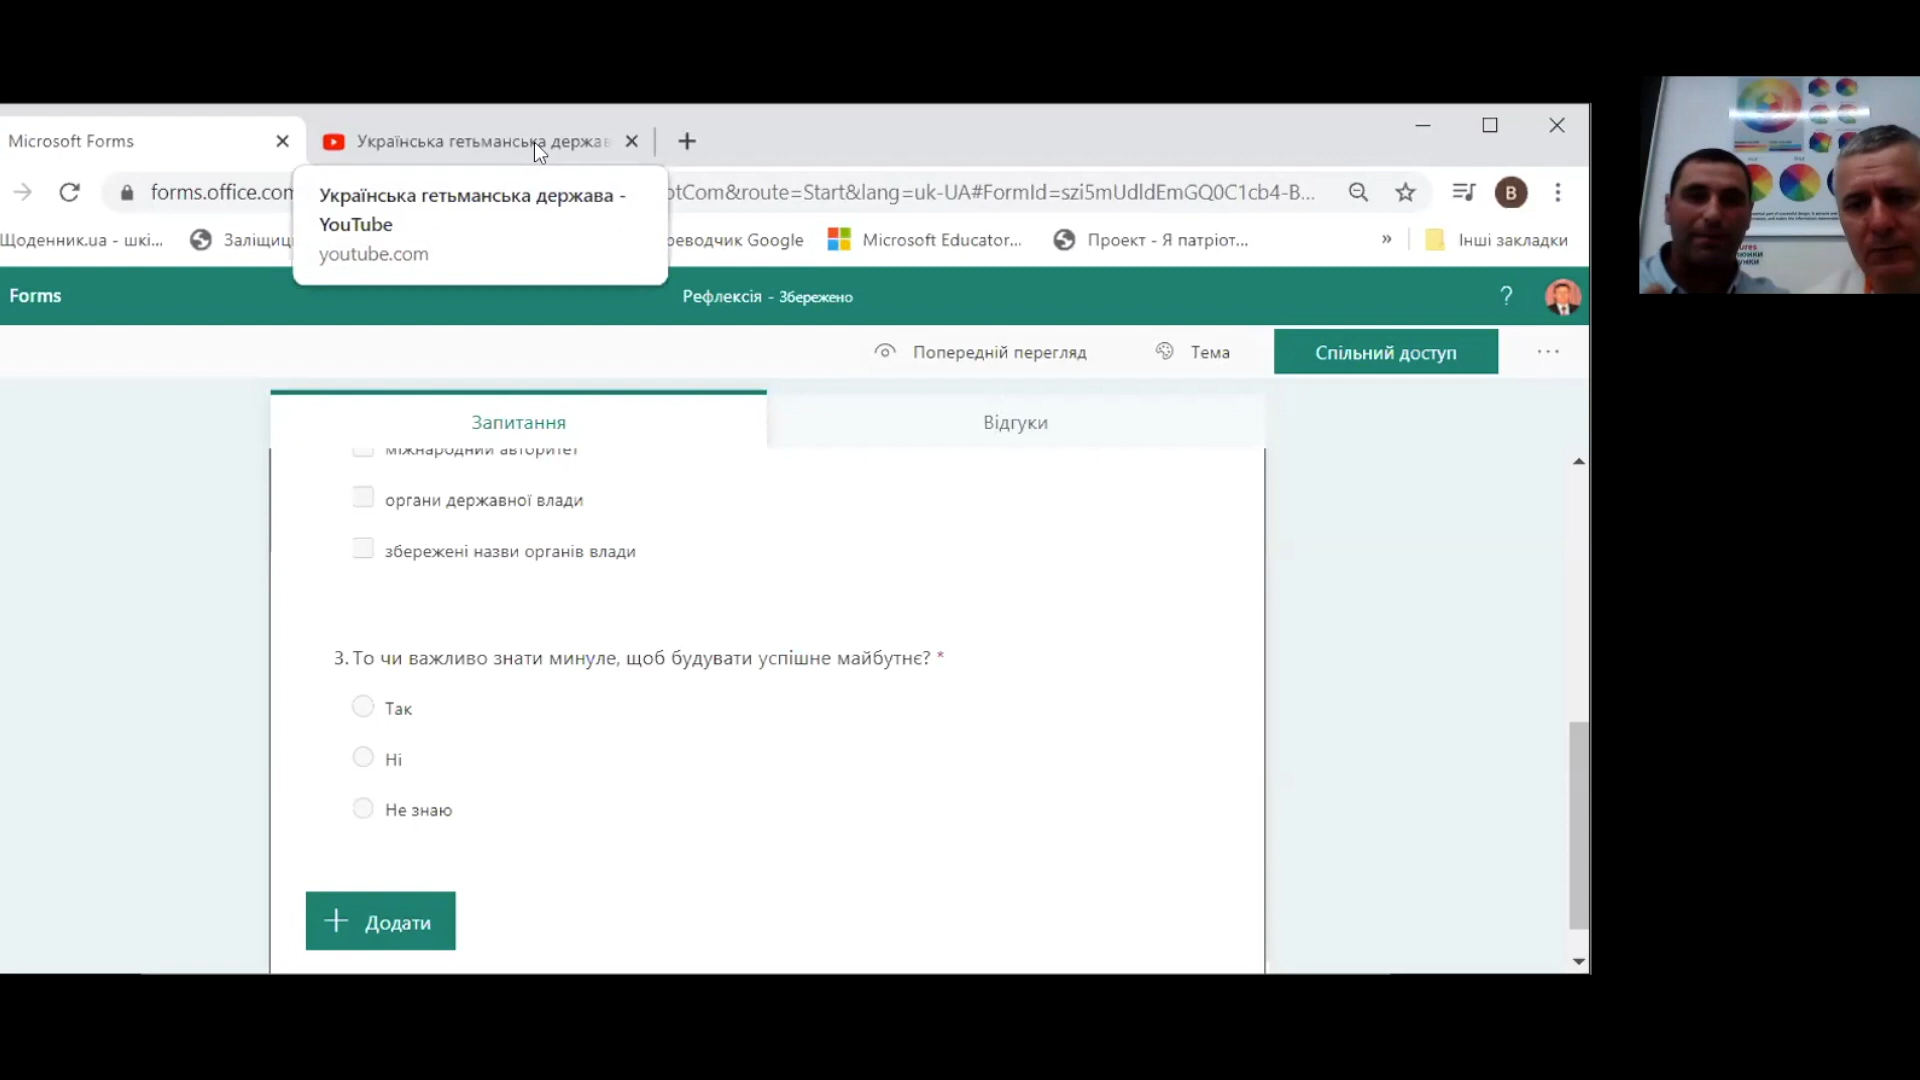 Microsoft Forms
Українська гетьманська держав
forms.office.com
otCom&route=Start&lang=uk-UA#FormId=szi5mUdldEmGQ0C1cb4-B...
B
Українська гетьманська держава -
YouTube
youtube.com
Щоденник.ua - шкі...
Заліщиц
реводчик Google
Microsoft Educator...
Проект - Я патріот...
»
Інші закладки
Forms
Рефлексія - Збережено
?
Попередній перегляд
Тема
Спільний доступ
...
Запитання
Відгуки
міжнародний авторитет
органи державної влади
збережені назви органів влади
3. То чи важливо знати минуле, щоб будувати успішне майбутнє? *
Так
Ні
Не знаю
+ Додати